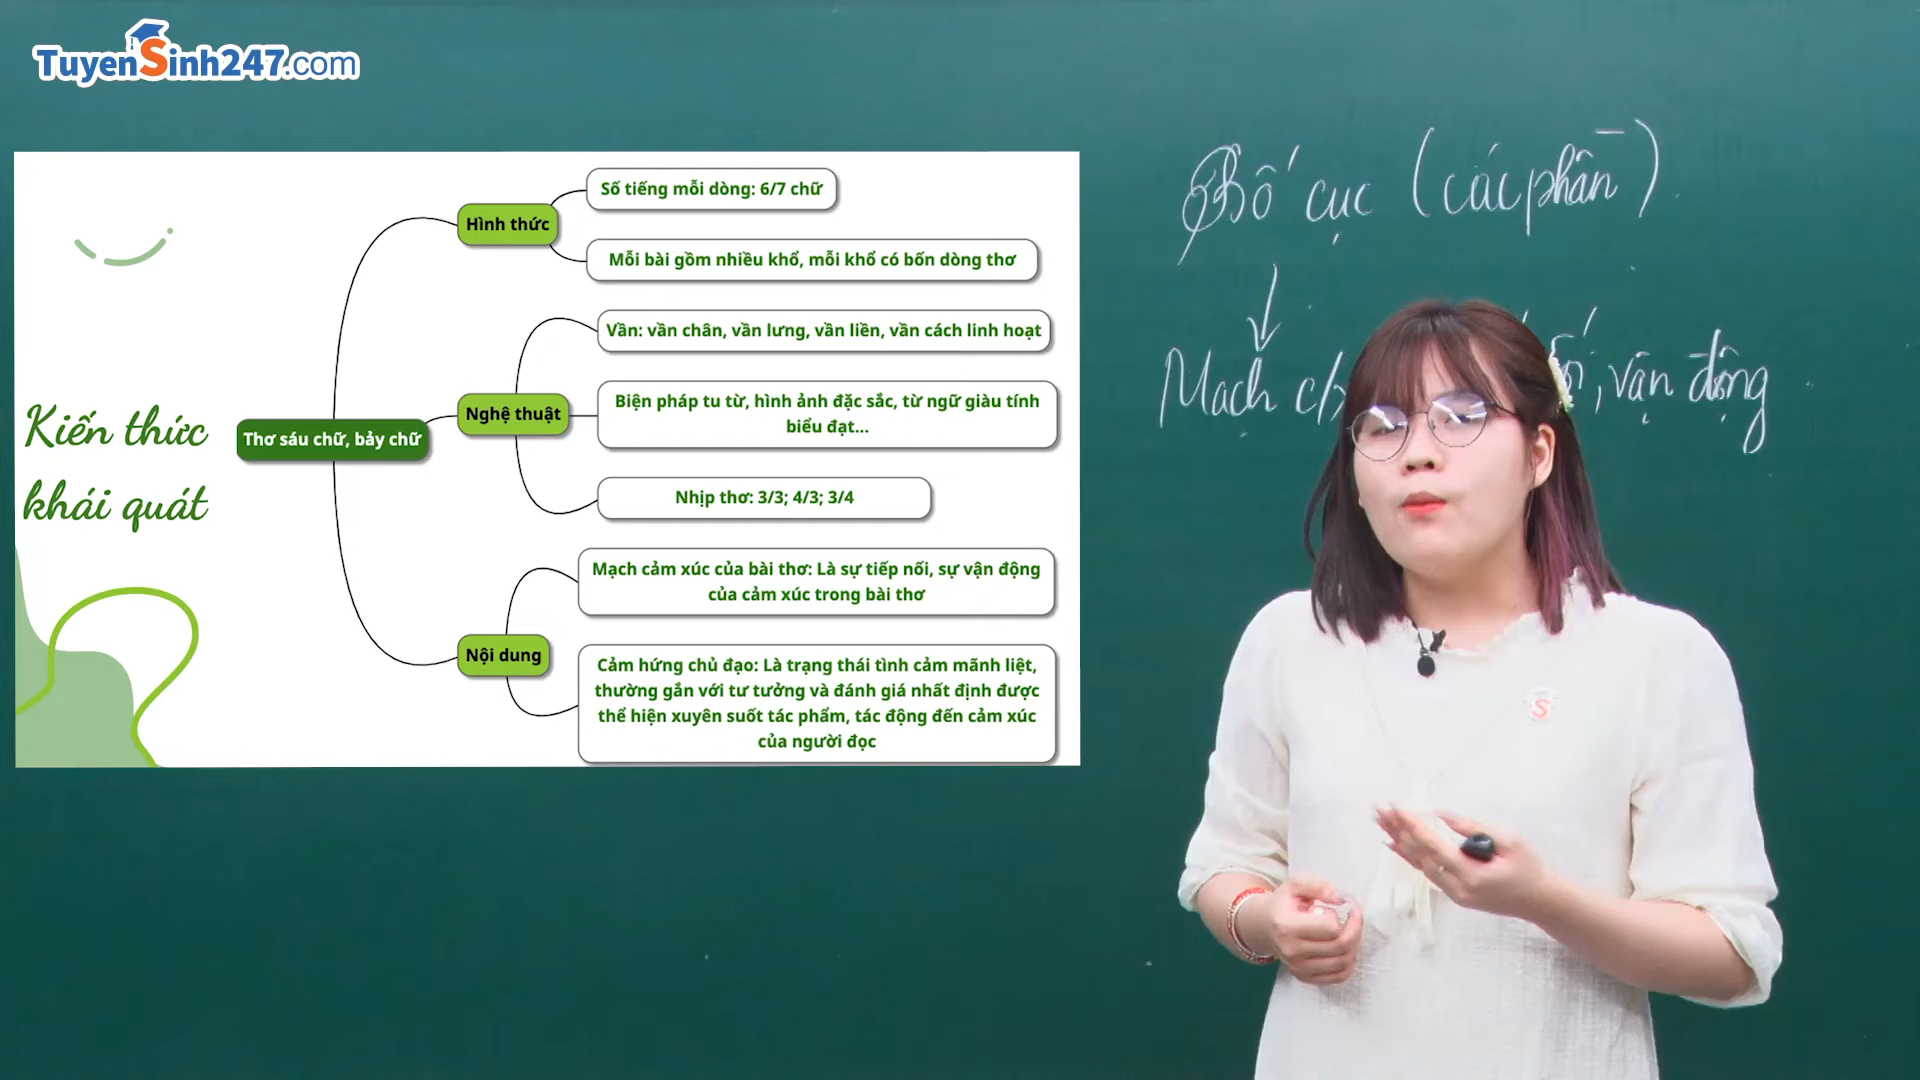 TuyenSinh247.com
Kiến thức
khái quát
Thơ sáu chữ, bảy chữ
Hình thức
Số tiếng mỗi dòng: 6/7 chữ
Mỗi bài gồm nhiều khổ, mỗi khổ có bốn dòng thơ
Nghệ thuật
Vần: vần chân, vần lưng, vần liền, vần cách linh hoạt
Biện pháp tu từ, hình ảnh đặc sắc, từ ngữ giàu tính
biểu đạt...
Nhịp thơ: 3/3; 4/3; 3/4
Nội dung
Mạch cảm xúc của bài thơ: Là sự tiếp nối, sự vận động
của cảm xúc trong bài thơ
Cảm hứng chủ đạo: Là trạng thái tình cảm mãnh liệt,
thường gắn với tư tưởng và đánh giá nhất định được
thể hiện xuyên suốt tác phẩm, tác động đến cảm xúc
của người đọc
Bố cục (các phần)
Mạch , vận động
S